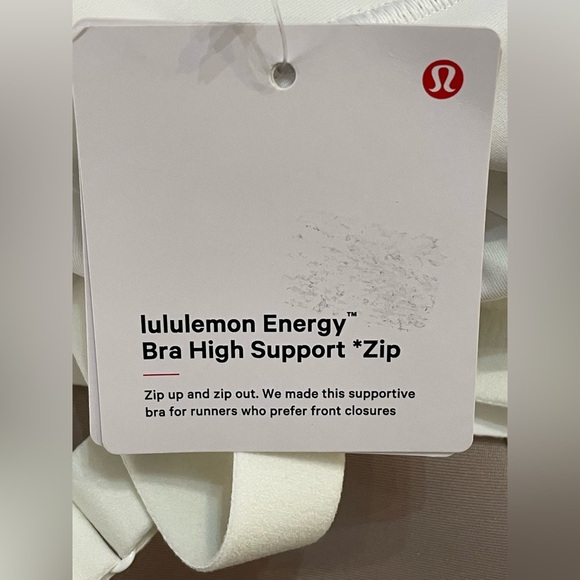 lululemon Energy™
Bra High Support *Zip
Zip up and zip out. We made this supportive
bra for runners who prefer front closures